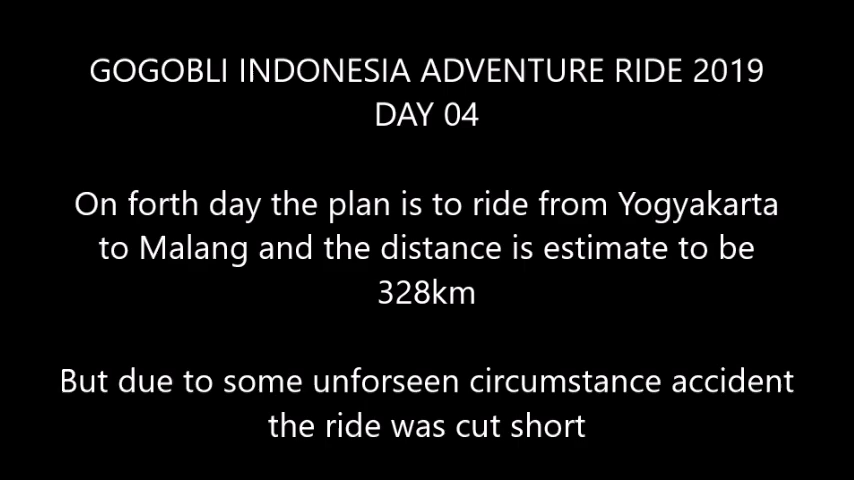 GOGOBLI INDONESIA ADVENTURE RIDE 2019
DAY 04
On forth day the plan is to ride from Yogyakarta
to Malang and the distance is estimate to be
328km
But due to some unforseen circumstance accident
the ride was cut short